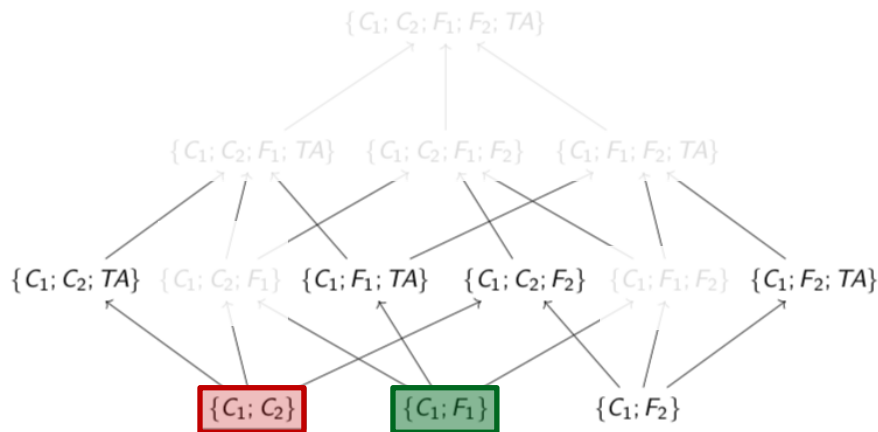 {C₁; C₂; F₁; F₂; TA}
{C₁; C₂; F₁; TA} {C₁; C₂; F₁; F₂} {C₁; F₁; F₂; TA}
{C₁; C₂; TA} {C₁; C₂; F₁} {C₁; F₁; TA} {C₁; C₂; F₂} {C₁; F₁; F₂} {C₁; F₂; TA}
{C₁; C₂} {C₁; F₁} {C₁; F₂}